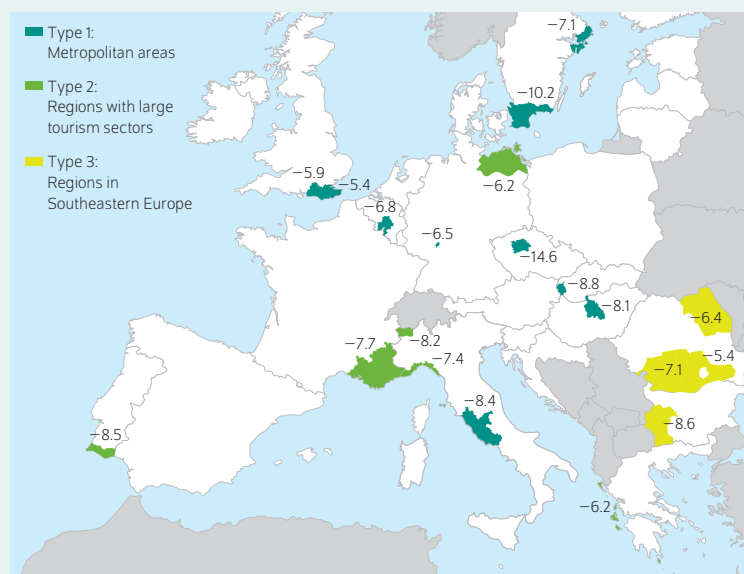 Type 1:
Metropolitan areas
Type 2:
Regions with large
tourism sectors
Type 3:
Regions in
Southeastern Europe
−7.1
−10.2
−5.9
−5.4
−6.2
−6.8
−6.5
−14.6
−8.8
−8.1
−6.4
−7.7
−8.2
−7.4
−5.4
−7.1
−8.4
−8.6
−8.5
−6.2